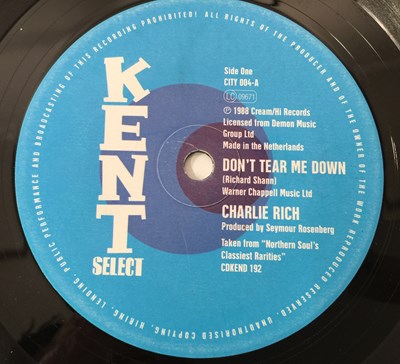 ALL RIGHTS OF THE PRODUCER AND OF THE OWNER OF THE WORK REPRODUCED RESERVED. UNAUTHORISED COPYING, HIRING, LENDING, PUBLIC PERFORMANCE AND BROADCASTING OF THIS RECORDING PROHIBITED!
KENT
SELECT
Side One
CITY 004-A
LC 09671
℗ 1988 Cream/Hi Records
Licensed from Demon Music
Group Ltd
Made in the Netherlands
DON'T TEAR ME DOWN
(Richard Shann)
Warner Chappell Music Ltd
CHARLIE RICH
Produced by Seymour Rosenberg
Taken from "Northern Soul's
Classiest Rarities"
CDKEND 192